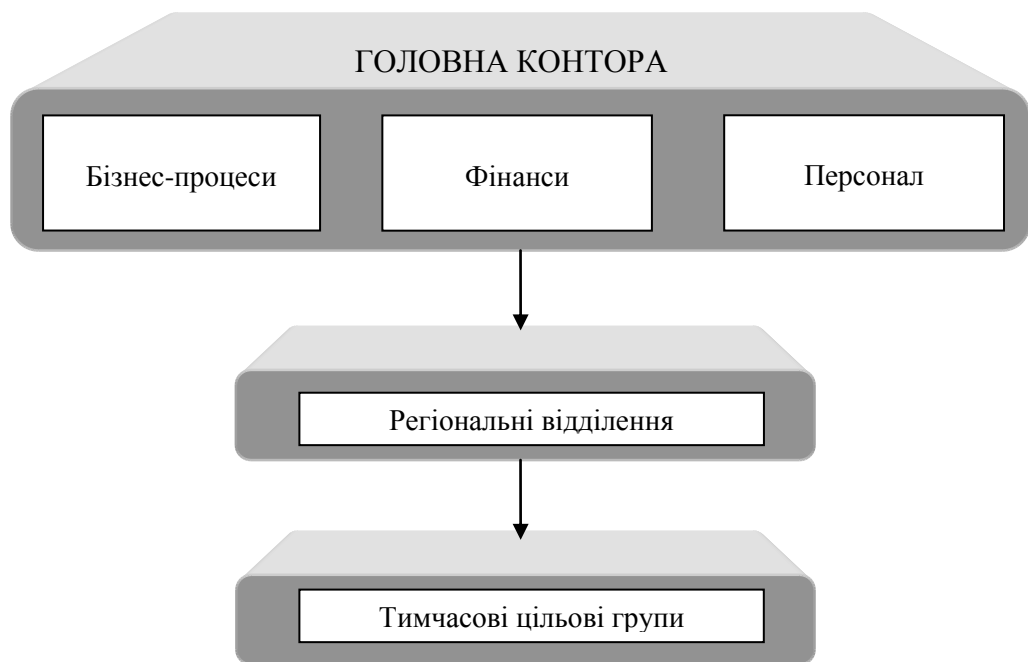 ГОЛОВНА КОНТОРА
Бізнес-процеси
Фінанси
Персонал
Регіональні відділення
Тимчасові цільові групи